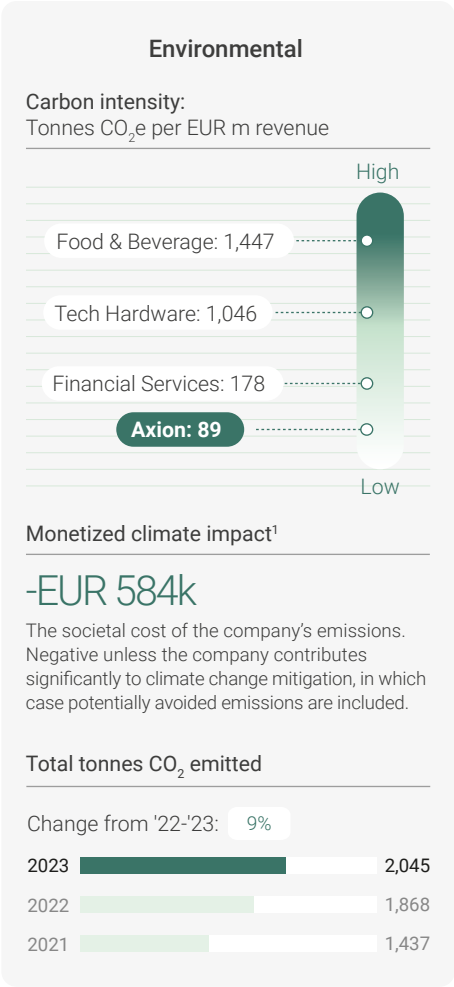 Environmental
Carbon intensity:
Tonnes CO₂e per EUR m revenue
High
Food & Beverage: 1,447
Tech Hardware: 1,046
Financial Services: 178
Axion: 89
Low
Monetized climate impact¹
-EUR 584k
The societal cost of the company’s emissions.
Negative unless the company contributes
significantly to climate change mitigation, in which
case potentially avoided emissions are included.
Total tonnes CO₂ emitted
Change from '22-'23: 9%
2023 2,045
2022 1,868
2021 1,437